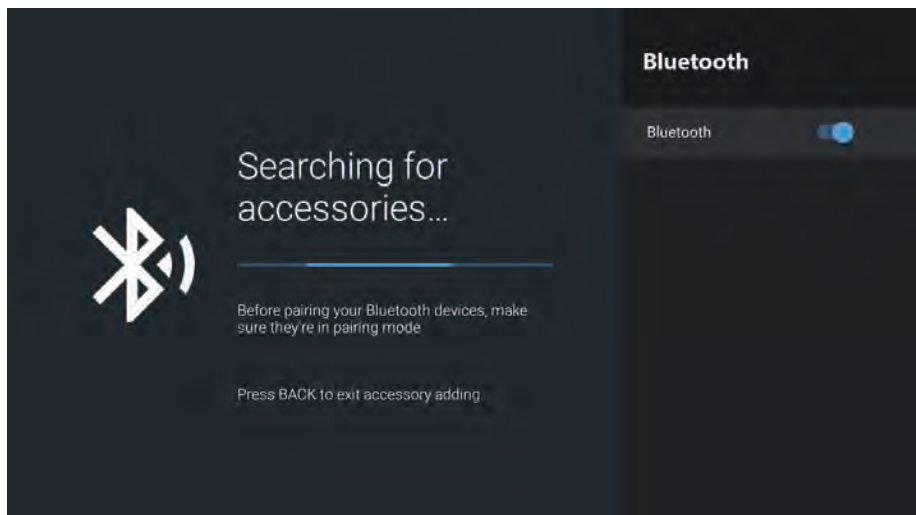 Searching for
accessories...
Before pairing your Bluetooth devices, make
sure they're in pairing mode
Press BACK to exit accessory adding.
Bluetooth
Bluetooth